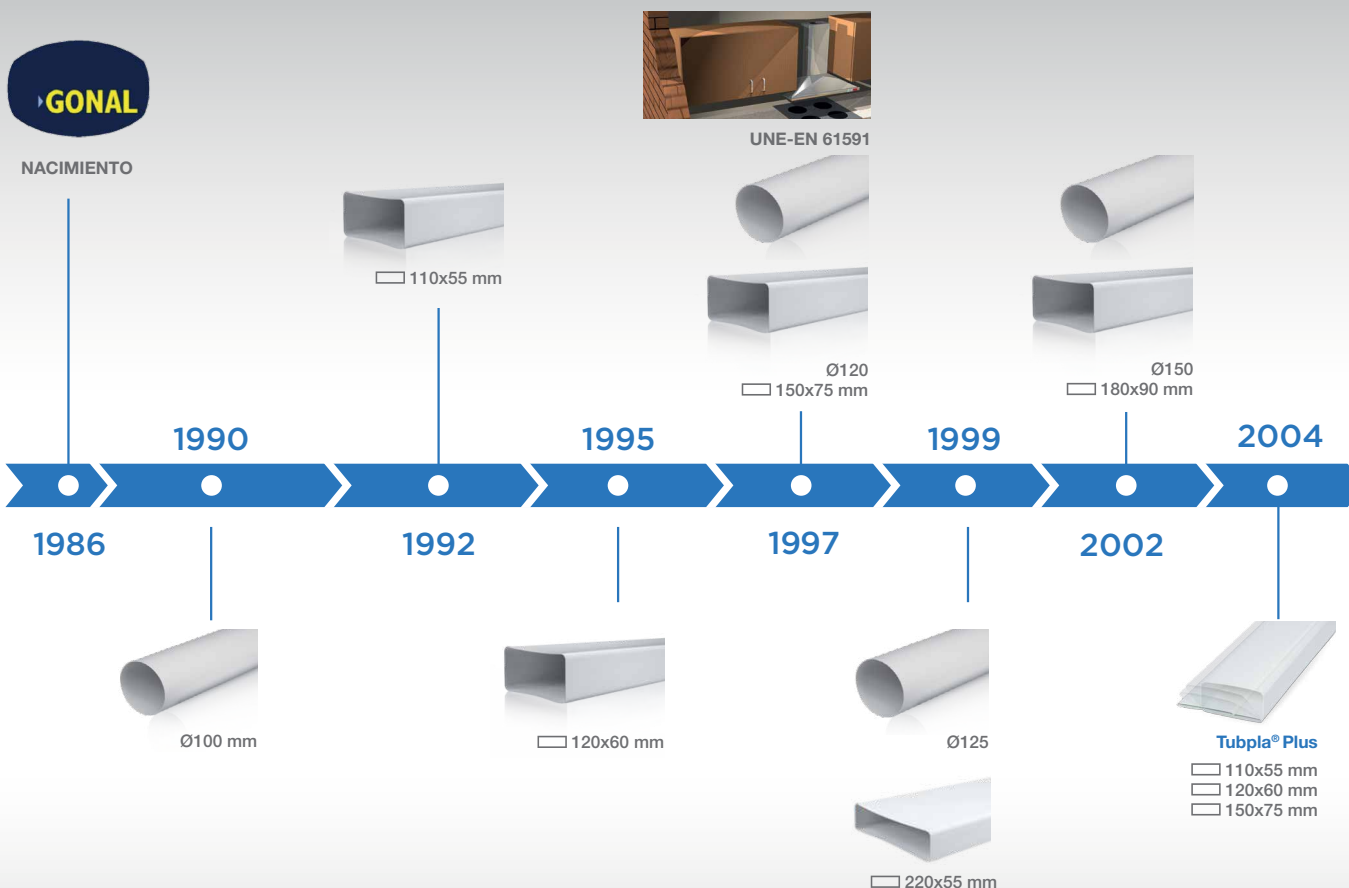 GONAL
NACIMIENTO
UNE-EN 61591
110x55 mm
Ø120
150x75 mm
Ø150
180x90 mm
1990
1995
1999
2004
1986
1992
1997
2002
Ø100 mm
120x60 mm
Ø125
220x55 mm
Tubpla® Plus
110x55 mm
120x60 mm
150x75 mm